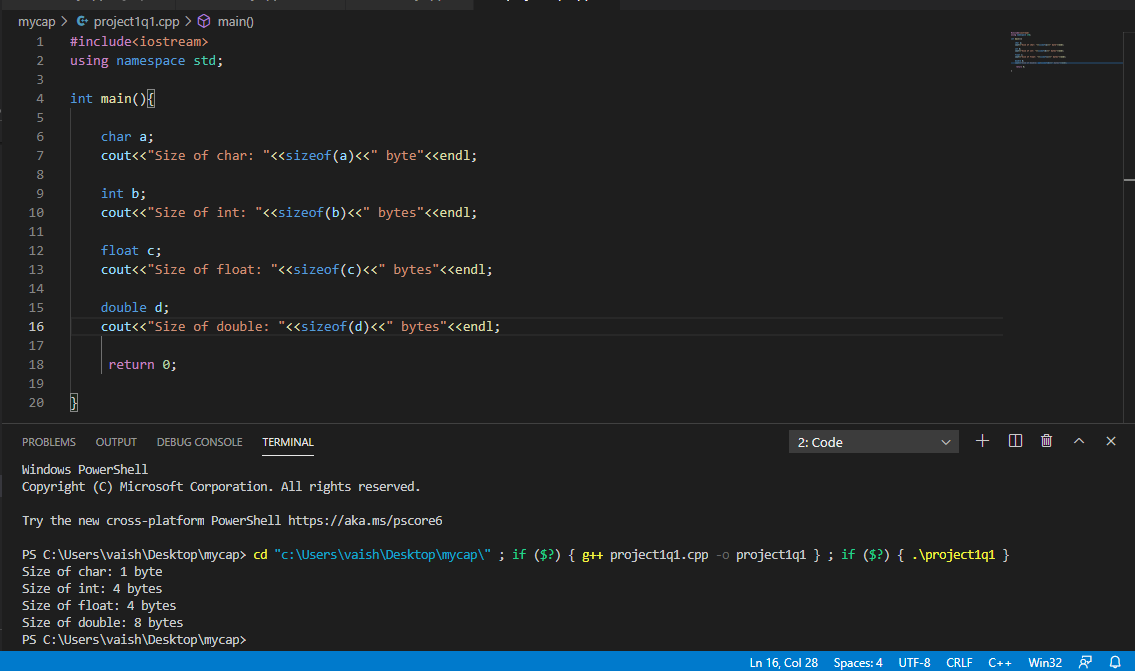 mycap > project1q1.cpp > main()
1 #include<iostream>
2 using namespace std;
3
4 int main(){
5
6 char a;
7 cout<<"Size of char: "<<sizeof(a)<<" byte"<<endl;
8
9 int b;
10 cout<<"Size of int: "<<sizeof(b)<<" bytes"<<endl;
11
12 float c;
13 cout<<"Size of float: "<<sizeof(c)<<" bytes"<<endl;
14
15 double d;
16 cout<<"Size of double: "<<sizeof(d)<<" bytes"<<endl;
17
18 return 0;
19
20 }
PROBLEMS OUTPUT DEBUG CONSOLE TERMINAL 2: Code
Windows PowerShell
Copyright (C) Microsoft Corporation. All rights reserved.
Try the new cross-platform PowerShell https://aka.ms/pscore6
PS C:\Users\vaish\Desktop\mycap> cd "c:\Users\vaish\Desktop\mycap\" ; if ($?) { g++ project1q1.cpp -o project1q1 } ; if ($?) { .\project1q1 }
Size of char: 1 byte
Size of int: 4 bytes
Size of float: 4 bytes
Size of double: 8 bytes
PS C:\Users\vaish\Desktop\mycap>
Ln 16, Col 28 Spaces: 4 UTF-8 CRLF C++ Win32